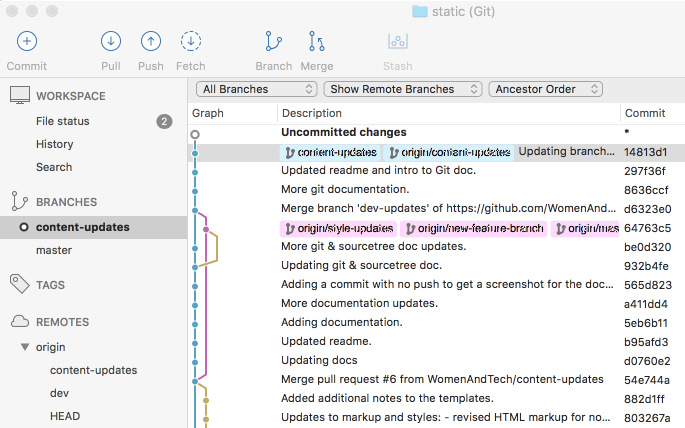 static (Git)
Commit Pull Push Fetch Branch Merge Stash
All Branches Show Remote Branches Ancestor Order
WORKSPACE
File status 2
History
Search
BRANCHES
content-updates
master
TAGS
REMOTES
origin
content-updates
dev
HEAD
Graph Description Commit
Uncommitted changes *
content-updates origin/content-updates Updating branch... 14813d1
Updated readme and intro to Git doc. 297f36f
More git documentation. 8636ccf
Merge branch 'dev-updates' of https://github.com/WomenAnd... d6323e0
origin/style-updates origin/new-feature-branch origin/mas 64763c5
More git & sourcetree doc updates. be0d320
Updating git & sourcetree doc. 932b4fe
Adding a commit with no push to get a screenshot for the doc... 565d823
More documentation updates. a411dd4
Adding documentation. 5eb6b11
Updated readme. b95afd3
Updating docs d0760e2
Merge pull request #6 from WomenAndTech/content-updates 54e744a
Added additional notes to the templates. 882d1ff
Updates to markup and styles: - revised HTML markup for no... 803267a